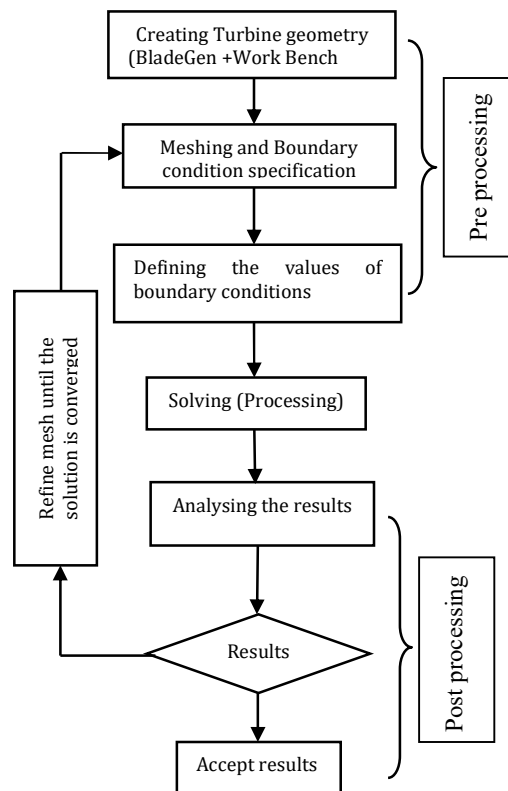 Creating Turbine geometry
(BladeGen +Work Bench
Meshing and Boundary
condition specification
Pre processing
Defining the values of
boundary conditions
Refine mesh until the
solution is converged
Solving (Processing)
Analysing the results
Results
Post processing
Accept results